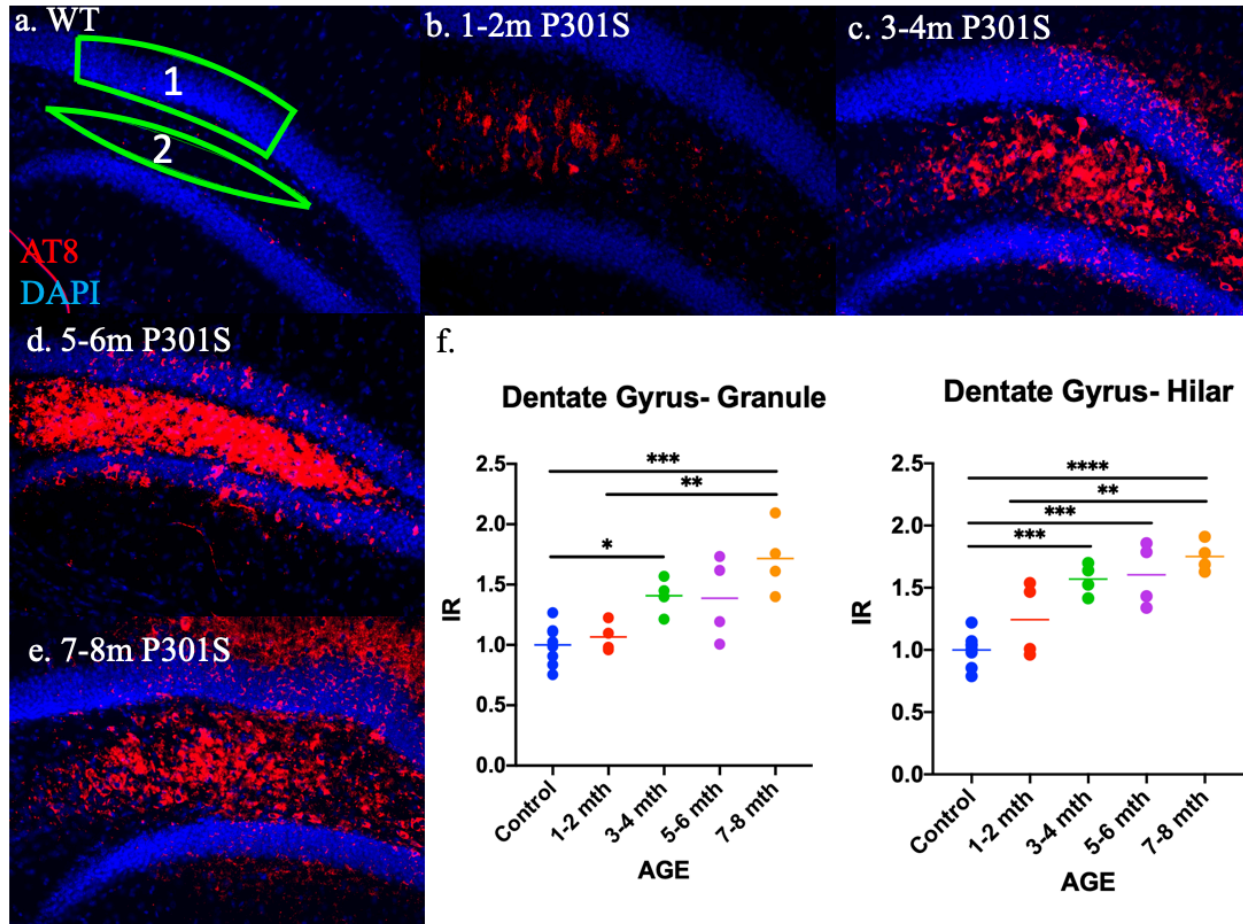 a. WT
1
2
AT8
DAPI
b. 1-2m P301S
c. 3-4m P301S
d. 5-6m P301S
e. 7-8m P301S
f.
Dentate Gyrus- Granule
2.5
2.0
1.5
1.0
0.5
0.0
IR
***
**
*
Control
1-2 mth
3-4 mth
5-6 mth
7-8 mth
AGE
Dentate Gyrus- Hilar
2.5
2.0
1.5
1.0
0.5
0.0
IR
****
**
***
***
Control
1-2 mth
3-4 mth
5-6 mth
7-8 mth
AGE